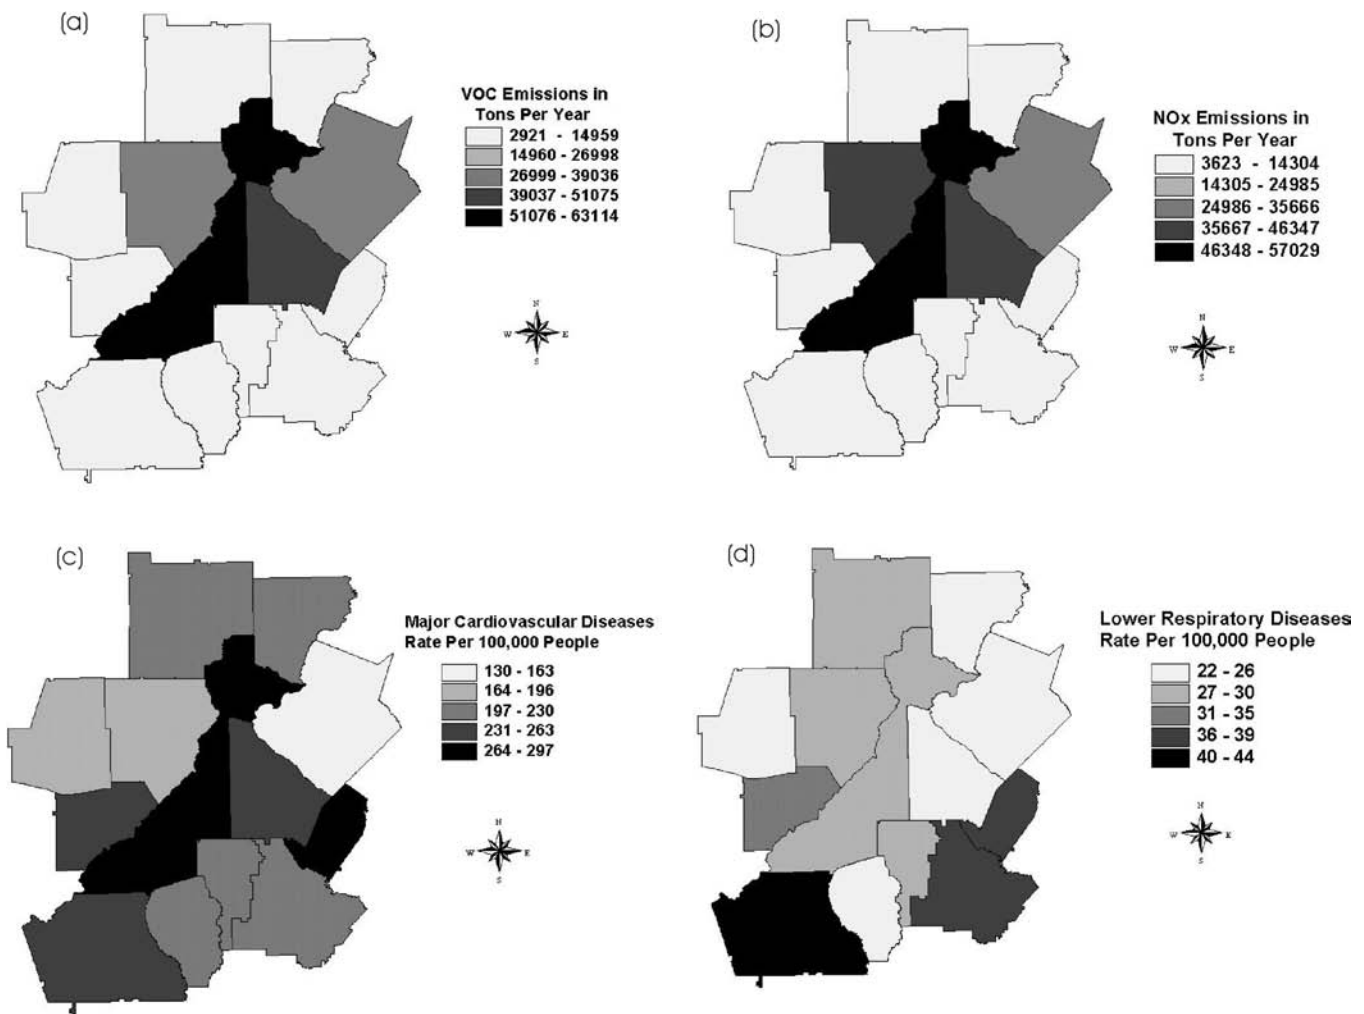 (a)
VOC Emissions in
Tons Per Year
2921 - 14959
14960 - 26998
26999 - 39036
39037 - 51075
51076 - 63114
N
W E
S
(b)
NOx Emissions in
Tons Per Year
3623 - 14304
14305 - 24985
24986 - 35666
35667 - 46347
46348 - 57029
N
W E
S
(c)
Major Cardiovascular Diseases
Rate Per 100,000 People
130 - 163
164 - 196
197 - 230
231 - 263
264 - 297
N
W E
S
(d)
Lower Respiratory Diseases
Rate Per 100,000 People
22 - 26
27 - 30
31 - 35
36 - 39
40 - 44
N
W E
S